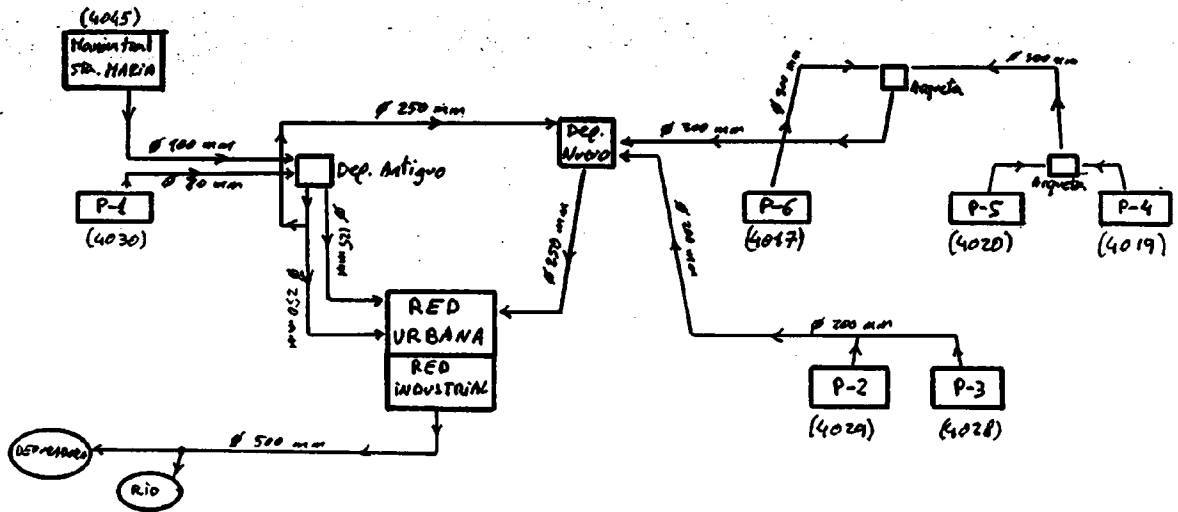 (4045)
Manintral
STA. MARIA
Ø 100 mm
Ø 80 mm
P-1
(4030)
Ø 250 mm
Dep. Antiguo
Ø 125 mm
Ø 250 mm
Dep.
Nuevo
Ø 250 mm
RED
URBANA
RED
INDUSTRIAL
Ø 500 mm
DEPURADORA
RIO
Ø 300 mm
Arqueta
Ø 300 mm
Ø 300 mm
P-6
(4017)
Arqueta
P-5
(4020)
P-4
(4019)
Ø 200 mm
Ø 200 mm
P-2
(4029)
P-3
(4028)